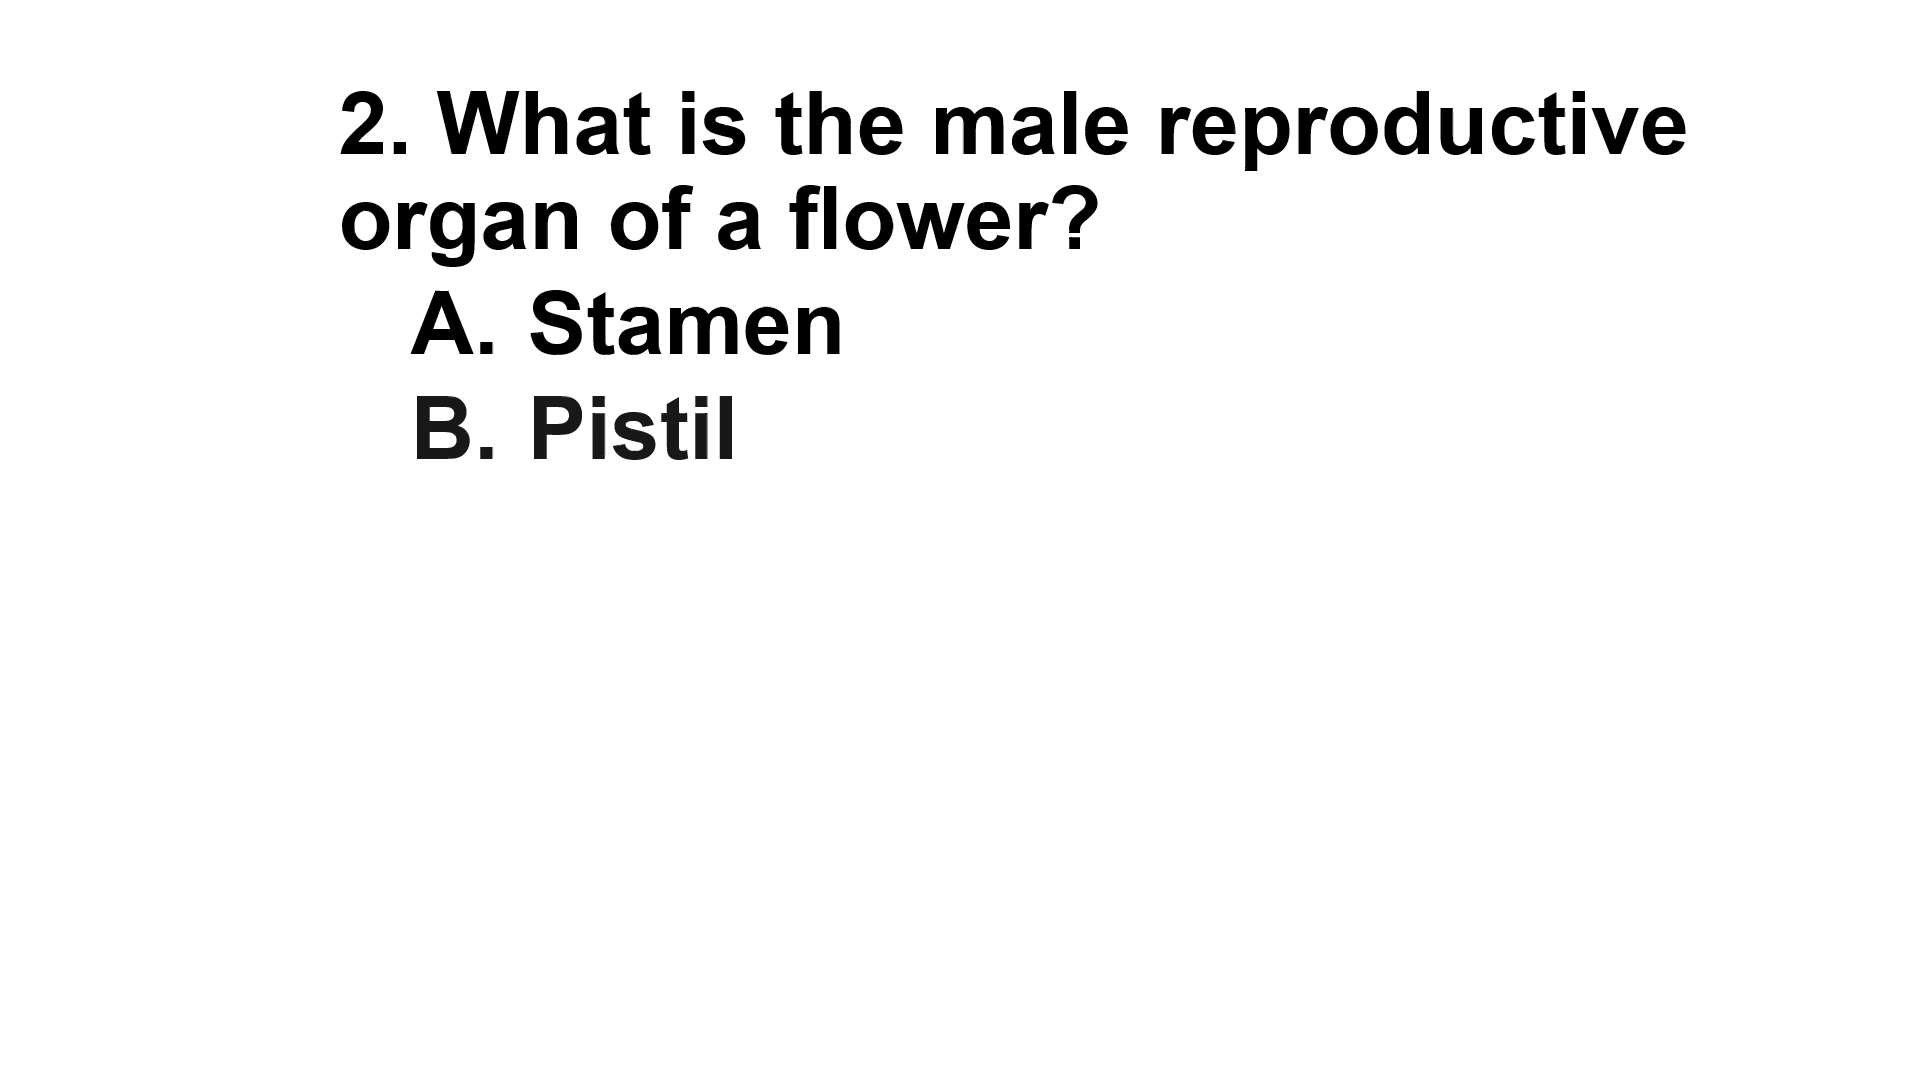 2. What is the male reproductive
organ of a flower?
A. Stamen
B. Pistil